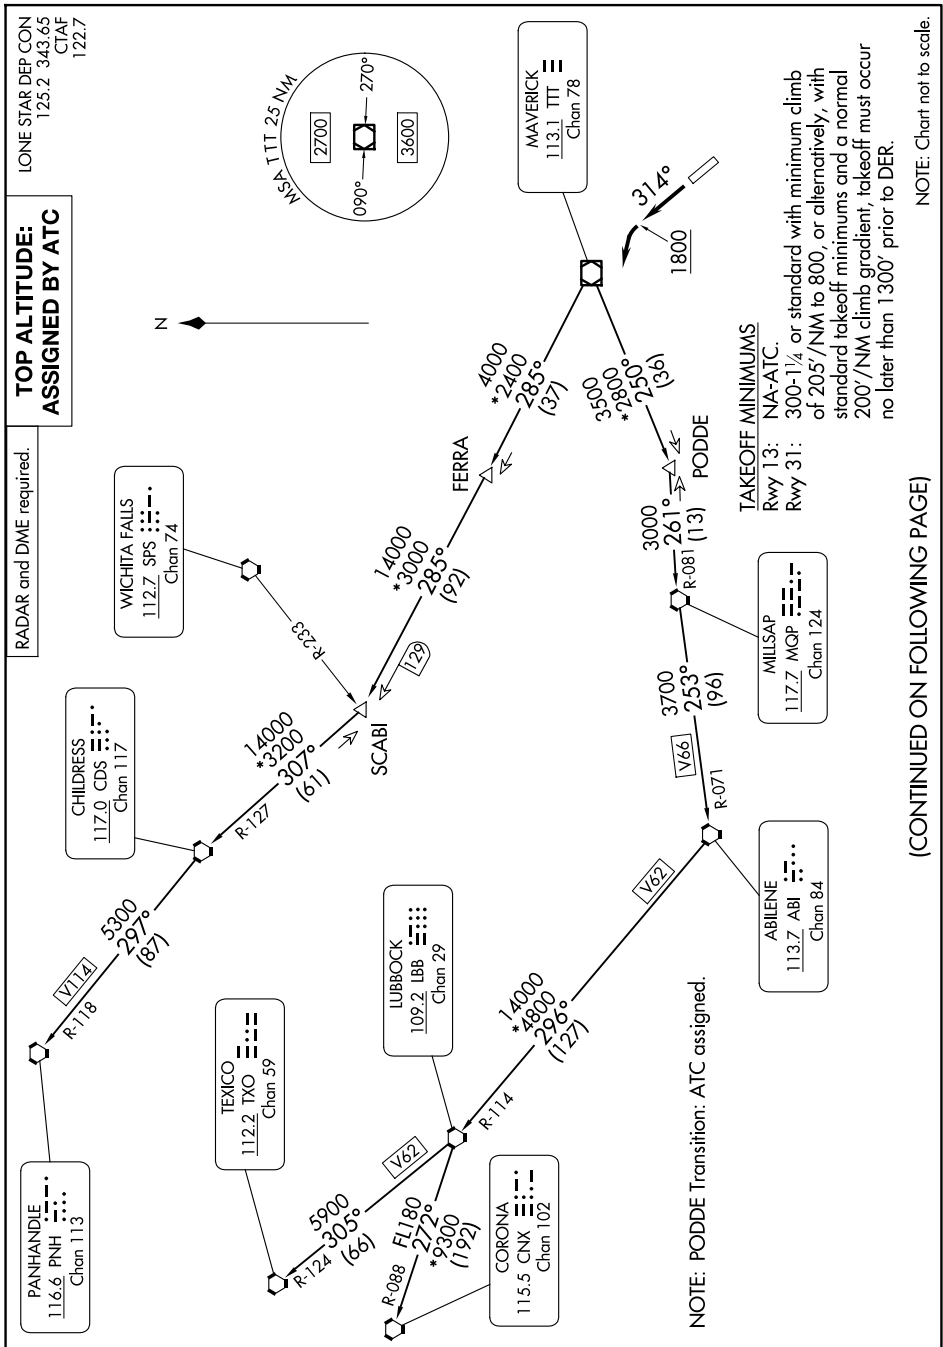 RADAR and DME required.
TOP ALTITUDE:
ASSIGNED BY ATC
LONE STAR DEP CON
125.2 343.65
CTAF
122.7
PANHANDLE
116.6 PNH
Chan 113
V114
R-118
5300
297°
(87)
CHILDRESS
117.0 CDS
Chan 117
R-127
14000
*3200
307°
(61)
WICHITA FALLS
112.7 SPS
Chan 74
R-233
SCABI
129
14000
*3000
285°
(92)
FERRA
4000
*2400
285°
(37)
N
MSA TTT 25 NM
2700
090°
270°
3600
MAVERICK
113.1 TTT
Chan 78
314°
1800
TEXICO
112.2 TXO
Chan 59
5900
305°
(66)
R-124
V62
LUBBOCK
109.2 LBB
Chan 29
FL180
272°
*9300
(192)
R-088
CORONA
115.5 CNX
Chan 102
R-114
14000
*4800
296°
(127)
V62
ABILENE
113.7 ABI
Chan 84
R-071
V66
3700
253°
(96)
MILLSAP
117.7 MQP
Chan 124
R-081
3000
261°
(13)
PODDE
3500
*2800
250°
(36)
NOTE: PODDE Transition: ATC assigned.
TAKEOFF MINIMUMS
Rwy 13: NA-ATC.
Rwy 31: 300-1¼ or standard with minimum climb
of 205'/NM to 800, or alternatively, with
standard takeoff minimums and a normal
200'/NM climb gradient, takeoff must occur
no later than 1300' prior to DER.
NOTE: Chart not to scale.
(CONTINUED ON FOLLOWING PAGE)